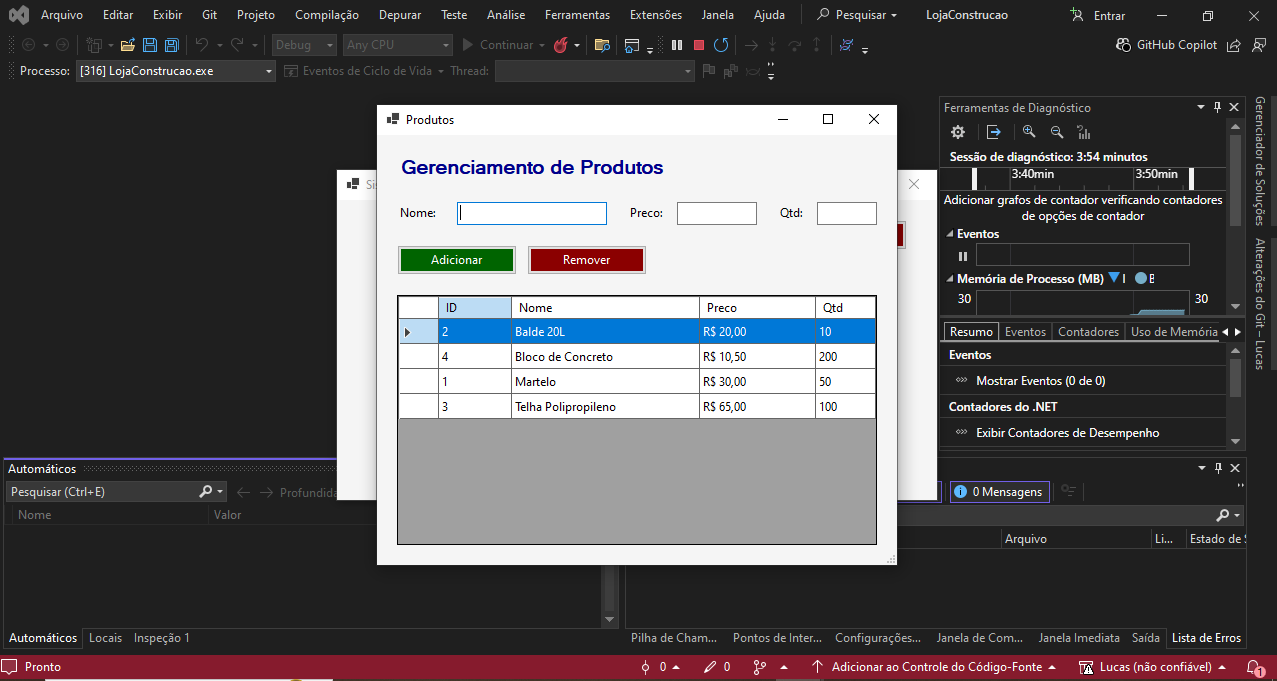 Arquivo Editar Exibir Git Projeto Compilação Depurar Teste Análise Ferramentas Extensões Janela Ajuda Pesquisar LojaConstrucao Entrar
Debug Any CPU Continuar GitHub Copilot
Processo: [316] LojaConstrucao.exe Eventos de Ciclo de Vida Thread:
Produtos
Gerenciamento de Produtos
Nome: Preco: Qtd:
Adicionar Remover
ID Nome Preco Qtd
2 Balde 20L R$ 20,00 10
4 Bloco de Concreto R$ 10,50 200
1 Martelo R$ 30,00 50
3 Telha Polipropileno R$ 65,00 100
Ferramentas de Diagnóstico
Sessão de diagnóstico: 3:54 minutos
3:40min 3:50min
Adicionar grafos de contador verificando contadores
de opções de contador
Eventos
Memória de Processo (MB)
30 30
Resumo Eventos Contadores Uso de Memória
Eventos
Mostrar Eventos (0 de 0)
Contadores do .NET
Exibir Contadores de Desempenho
Gerenciador de Soluções
Alterações do Git – Lucas
Automáticos
Pesquisar (Ctrl+E) Profundida
Nome Valor
0 Mensagens
Arquivo Li... Estado de S
Automáticos Locais Inspeção 1
Pilha de Cham... Pontos de Inter... Configurações... Janela de Com... Janela Imediata Saída Lista de Erros
Pronto 0 0 Adicionar ao Controle do Código-Fonte Lucas (não confiável) 1